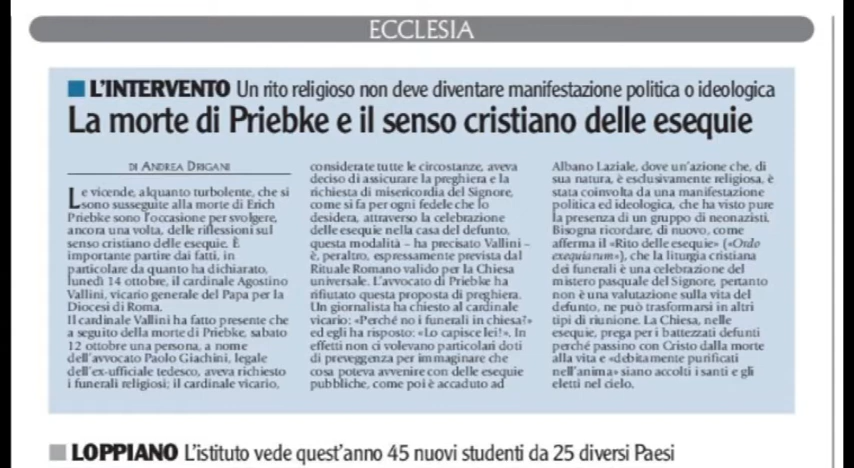 ECCLESIA
L'INTERVENTO Un rito religioso non deve diventare manifestazione politica o ideologica
La morte di Priebke e il senso cristiano delle esequie
DI ANDREA DRIGANI
Le vicende, alquanto turbolente, che si
sono susseguite alla morte di Erich
Priebke sono l'occasione per svolgere,
ancora una volta, delle riflessioni sul
senso cristiano delle esequie. È
importante partire dai fatti, in
particolare da quanto ha dichiarato,
lunedì 14 ottobre, il cardinale Agostino
Vallini, vicario generale del Papa per la
Diocesi di Roma.
Il cardinale Vallini ha fatto presente che
a seguito della morte di Priebke, sabato
12 ottobre una persona, a nome
dell'avvocato Paolo Giachini, legale
dell'ex-ufficiale tedesco, aveva richiesto
i funerali religiosi; il cardinale vicario,
considerate tutte le circostanze, aveva
deciso di assicurare la preghiera e la
richiesta di misericordia del Signore,
come si fa per ogni fedele che lo
desidera, attraverso la celebrazione
delle esequie nella casa del defunto,
questa modalità – ha precisato Vallini –
è, peraltro, espressamente prevista dal
Rituale Romano valido per la Chiesa
universale. L'avvocato di Priebke ha
rifiutato questa proposta di preghiera.
Un giornalista ha chiesto al cardinale
vicario: «Perché no i funerali in chiesa?»
ed egli ha risposto: «Lo capisce lei!». In
effetti non ci volevano particolari doti
di preveggenza per immaginare che
cosa poteva avvenire con delle esequie
pubbliche, come poi è accaduto ad
Albano Laziale, dove un'azione che, di
sua natura, è esclusivamente religiosa, è
stata coinvolta da una manifestazione
politica ed ideologica, che ha visto pure
la presenza di un gruppo di neonazisti.
Bisogna ricordare, di nuovo, come
afferma il «Rito delle esequie» («Ordo
exequiarum»), che la liturgia cristiana
dei funerali è una celebrazione del
mistero pasquale del Signore, pertanto
non è una valutazione sulla vita del
defunto, ne può trasformarsi in altri
tipi di riunione. La Chiesa, nelle
esequie, prega per i battezzati defunti
perché passino con Cristo dalla morte
alla vita e «debitamente purificati
nell'anima» siano accolti i santi e gli
eletti nel cielo.
LOPPIANO L'istituto vede quest'anno 45 nuovi studenti da 25 diversi Paesi